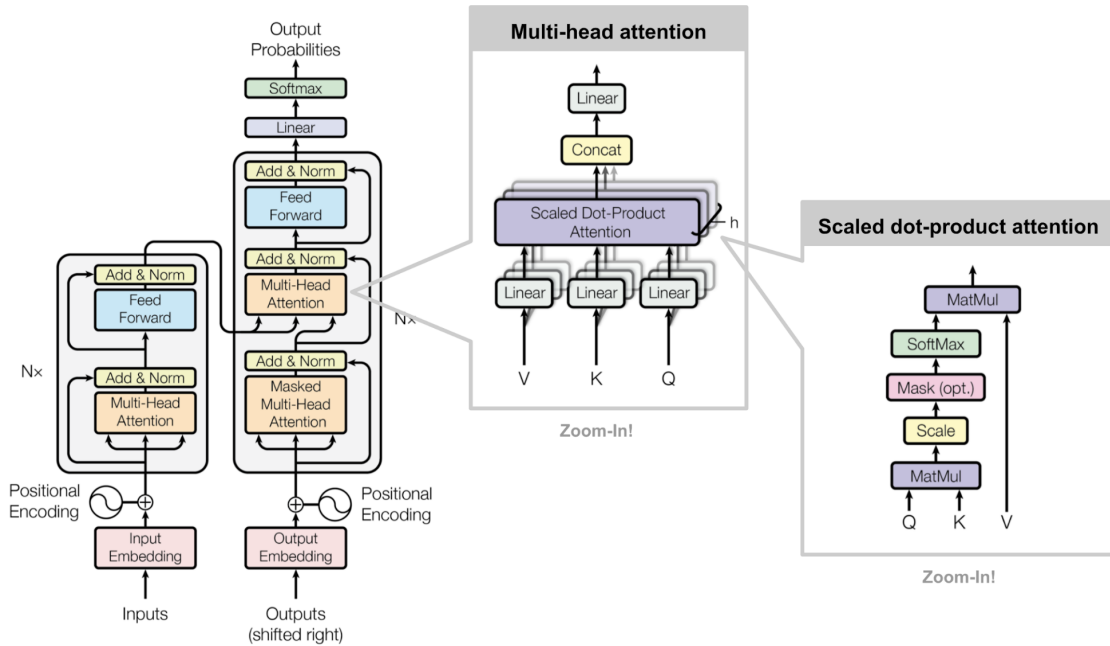 Output
Probabilities
Softmax
Linear
Add & Norm
Feed
Forward
Add & Norm
Multi-Head
Attention
Nx
Add & Norm
Masked
Multi-Head
Attention
Positional
Encoding
Output
Embedding
Outputs
(shifted right)
Add & Norm
Feed
Forward
Nx
Add & Norm
Multi-Head
Attention
Positional
Encoding
Input
Embedding
Inputs
Multi-head attention
Linear
Concat
Scaled Dot-Product
Attention
h
Linear Linear Linear
V K Q
Zoom-In!
Scaled dot-product attention
MatMul
SoftMax
Mask (opt.)
Scale
MatMul
Q K V
Zoom-In!